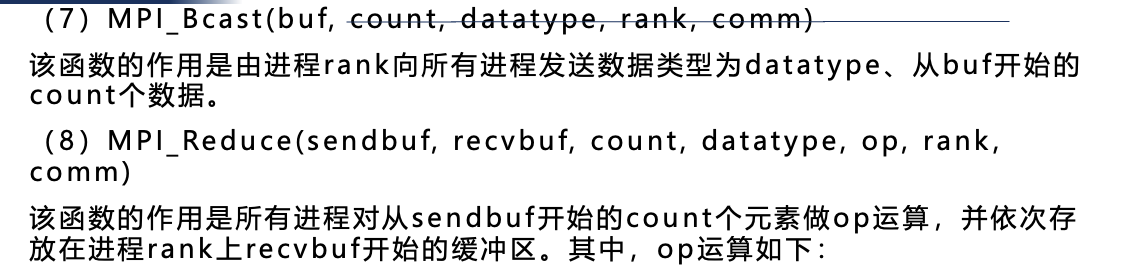 （7）MPI_Bcast(buf, count, datatype, rank, comm)
该函数的作用是由进程rank向所有进程发送数据类型为datatype、从buf开始的
count个数据。
（8）MPI_Reduce(sendbuf, recvbuf, count, datatype, op, rank,
comm)
该函数的作用是所有进程对从sendbuf开始的count个元素做op运算，并依次存
放在进程rank上recvbuf开始的缓冲区。其中，op运算如下：